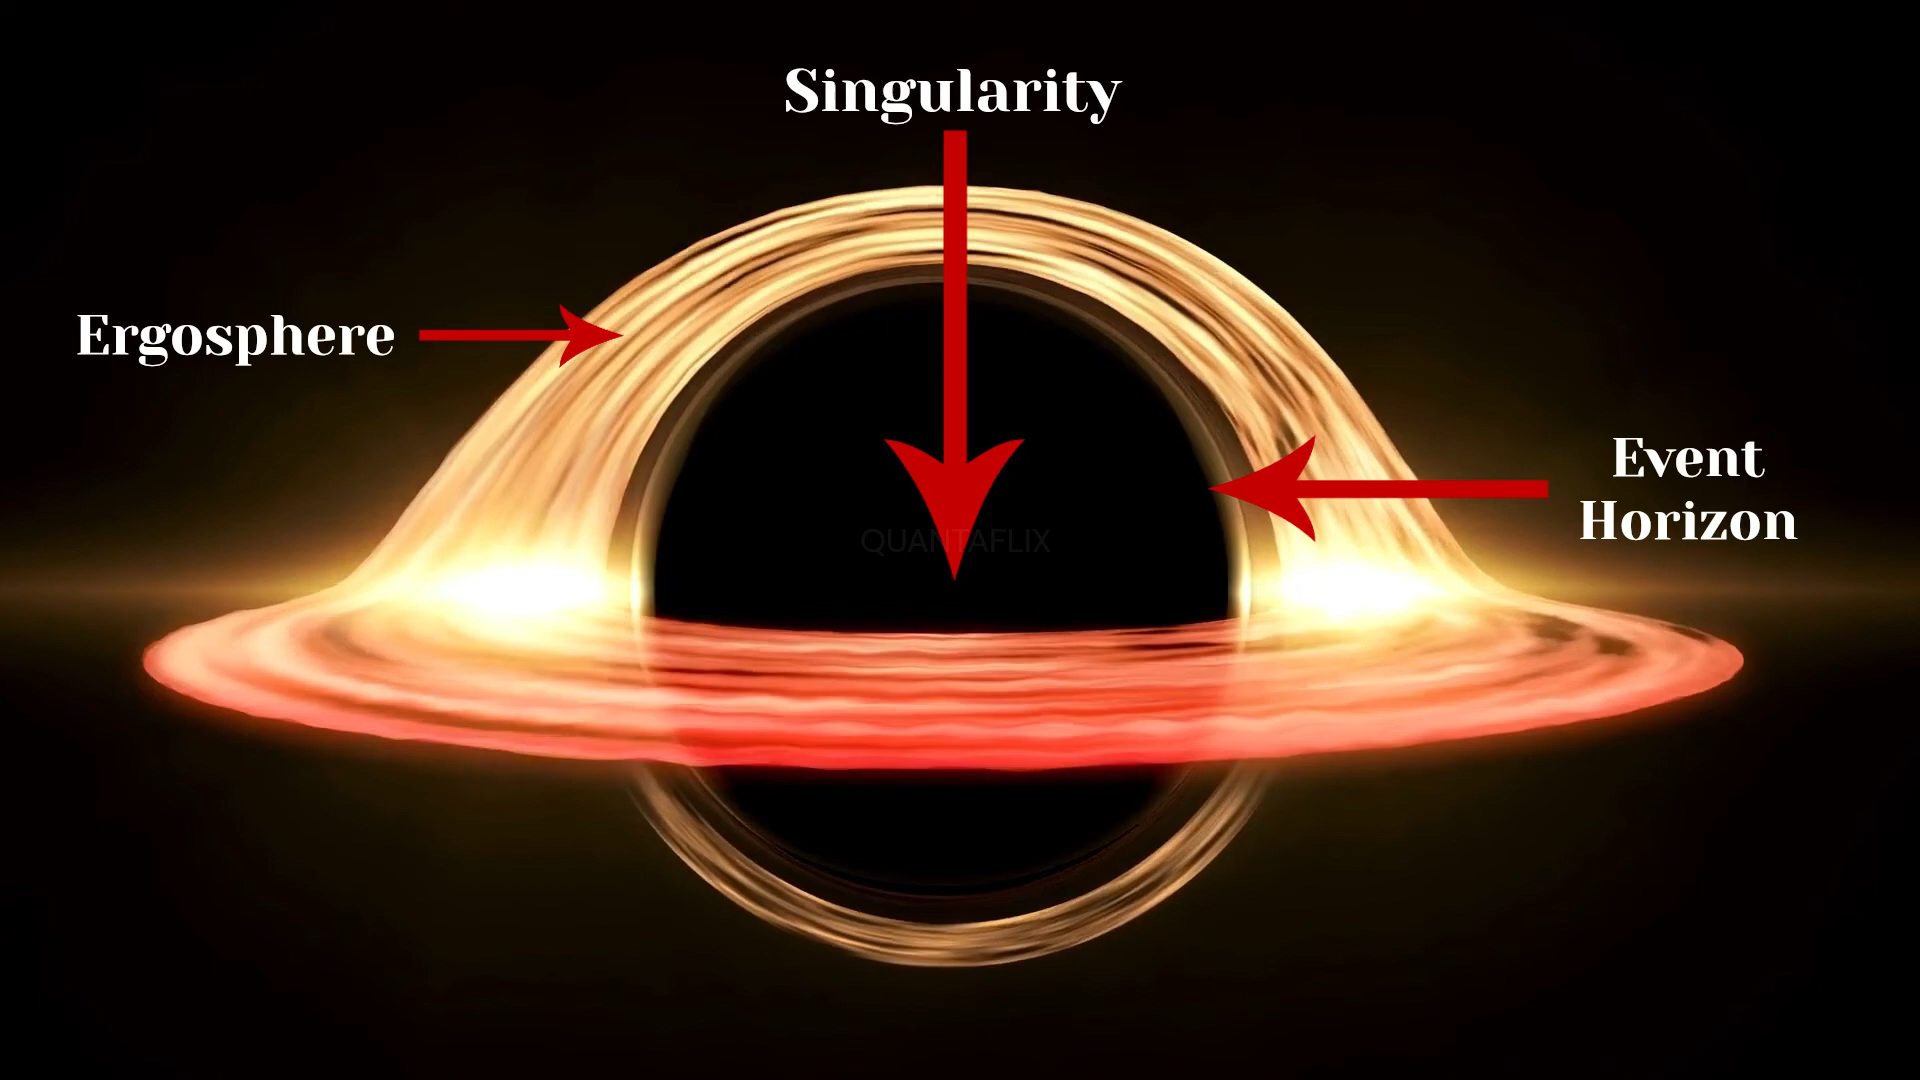 Singularity
Ergosphere
Event
Horizon
QUANTAFLIX